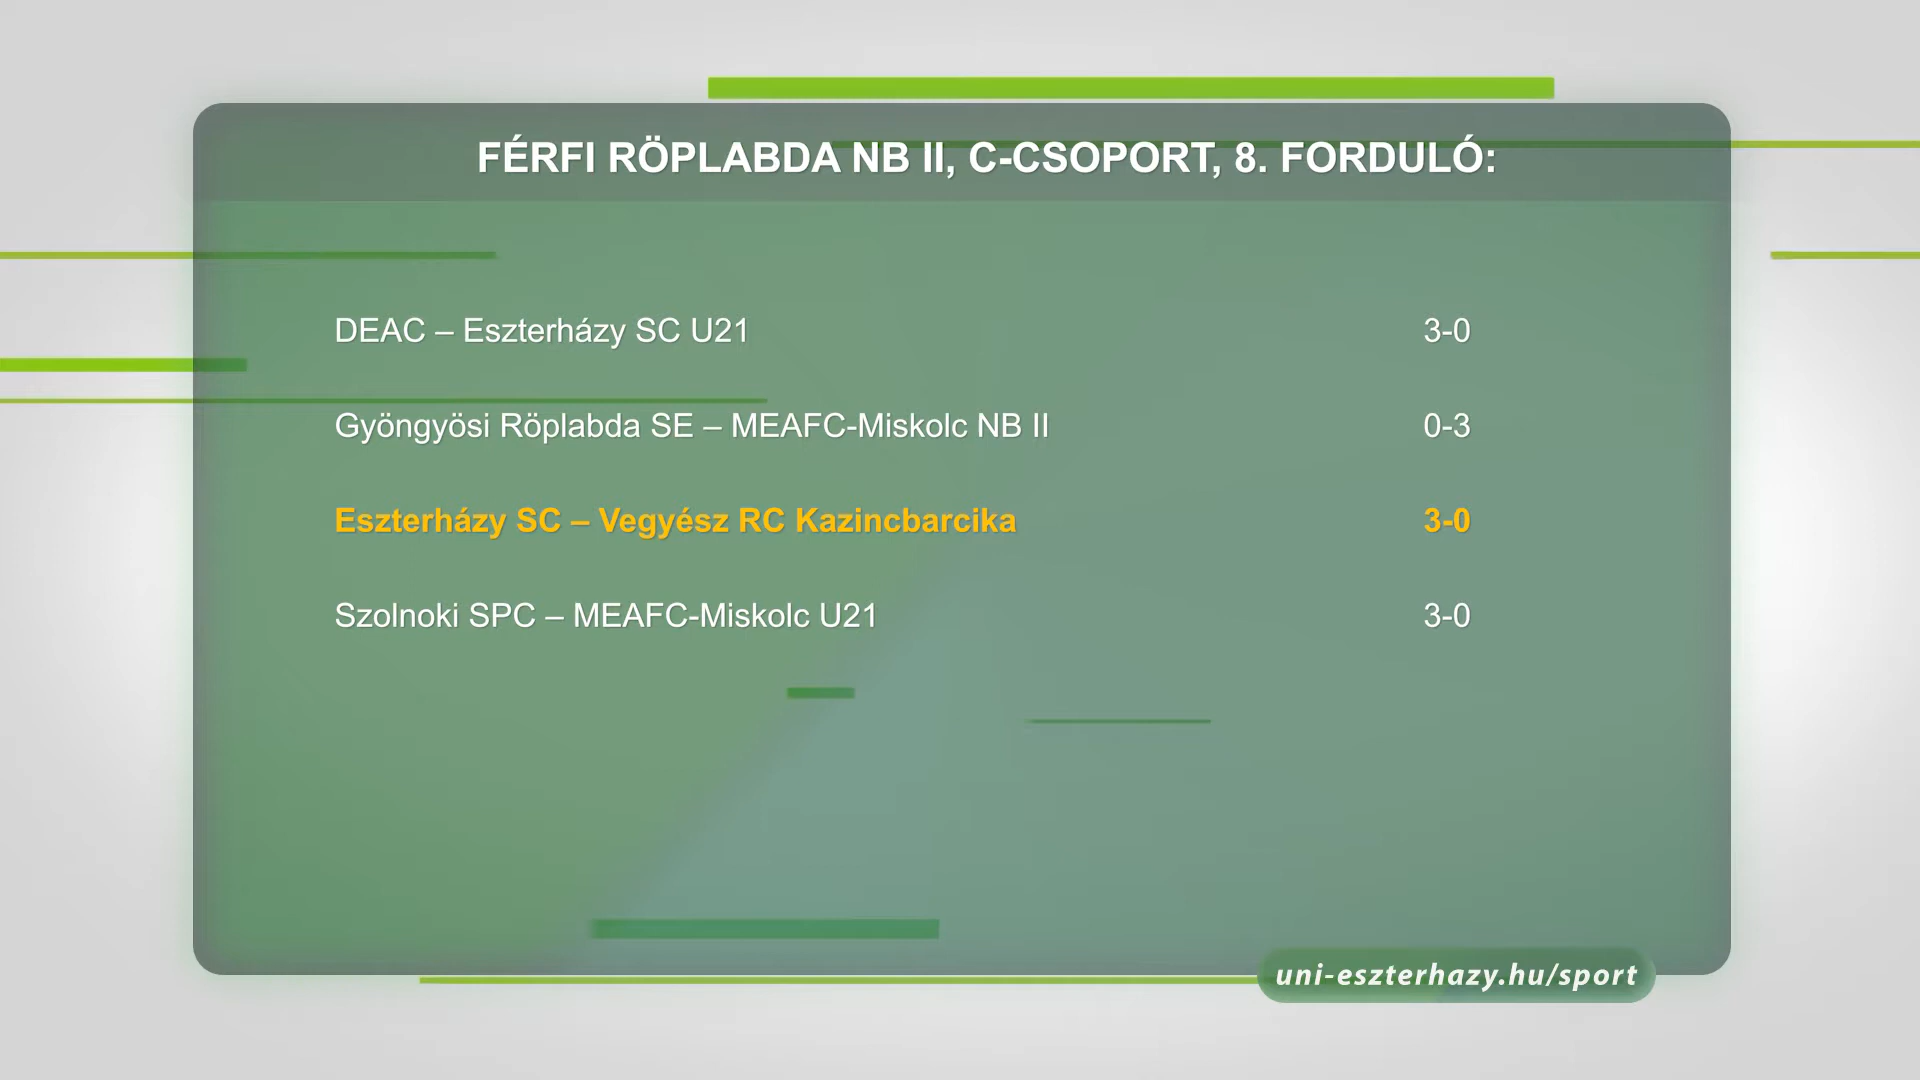 FÉRFI RÖPLABDA NB II, C-CSOPORT, 8. FORDULÓ:
DEAC – Eszterházy SC U21 3-0
Gyöngyösi Röplabda SE – MEAFC-Miskolc NB II 0-3
Eszterházy SC – Vegyész RC Kazincbarcika 3-0
Szolnoki SPC – MEAFC-Miskolc U21 3-0
uni-eszterhazy.hu/sport